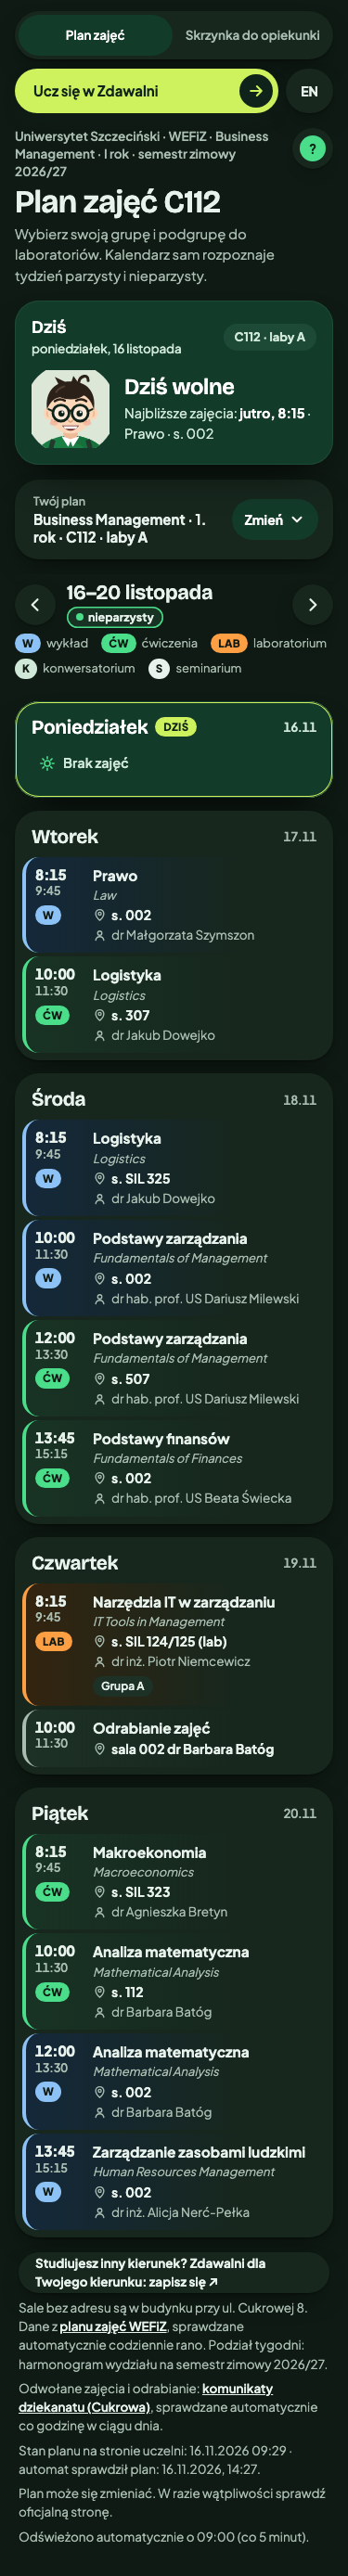 Plan zajęć
Skrzynka do opiekunki
Ucz się w Zdawalni
EN
Uniwersytet Szczeciński · WEFiZ · Business
Management · I rok · semestr zimowy
2026/27
?
Plan zajęć C112
Wybierz swoją grupę i podgrupę do
laboratoriów. Kalendarz sam rozpoznaje
tydzień parzysty i nieparzysty.
Dziś
poniedziałek, 16 listopada
C112 · laby A
Dziś wolne
Najbliższe zajęcia: jutro, 8:15 ·
Prawo · s. 002
Twój plan
Business Management · 1.
rok · C112 · laby A
Zmień
16–20 listopada
nieparzysty
W wykład
ĆW ćwiczenia
LAB laboratorium
K konwersatorium
S seminarium
Poniedziałek DZIŚ 16.11
Brak zajęć
Wtorek 17.11
8:15 Prawo
9:45 Law
W s. 002
dr Małgorzata Szymszon
10:00 Logistyka
11:30 Logistics
ĆW s. 307
dr Jakub Dowejko
Środa 18.11
8:15 Logistyka
9:45 Logistics
W s. SIL 325
dr Jakub Dowejko
10:00 Podstawy zarządzania
11:30 Fundamentals of Management
W s. 002
dr hab. prof. US Dariusz Milewski
12:00 Podstawy zarządzania
13:30 Fundamentals of Management
ĆW s. 507
dr hab. prof. US Dariusz Milewski
13:45 Podstawy finansów
15:15 Fundamentals of Finances
ĆW s. 002
dr hab. prof. US Beata Świecka
Czwartek 19.11
8:15 Narzędzia IT w zarządzaniu
9:45 IT Tools in Management
LAB s. SIL 124/125 (lab)
dr inż. Piotr Niemcewicz
Grupa A
10:00 Odrabianie zajęć
11:30 sala 002 dr Barbara Batóg
Piątek 20.11
8:15 Makroekonomia
9:45 Macroeconomics
ĆW s. SIL 323
dr Agnieszka Bretyn
10:00 Analiza matematyczna
11:30 Mathematical Analysis
ĆW s. 112
dr Barbara Batóg
12:00 Analiza matematyczna
13:30 Mathematical Analysis
W s. 002
dr Barbara Batóg
13:45 Zarządzanie zasobami ludzkimi
15:15 Human Resources Management
W s. 002
dr inż. Alicja Nerć-Pełka
Studiujesz inny kierunek? Zdawalni dla
Twojego kierunku: zapisz się ↗
Sale bez adresu są w budynku przy ul. Cukrowej 8.
Dane z planu zajęć WEFiZ, sprawdzane
automatycznie codziennie rano. Podział tygodni:
harmonogram wydziału na semestr zimowy 2026/27.
Odwołane zajęcia i odrabianie: komunikaty
dziekanatu (Cukrowa), sprawdzane automatycznie
co godzinę w ciągu dnia.
Stan planu na stronie uczelni: 16.11.2026 09:29 ·
automat sprawdził plan: 16.11.2026, 14:27.
Plan może się zmieniać. W razie wątpliwości sprawdź
oficjalną stronę.
Odświeżono automatycznie o 09:00 (co 5 minut).